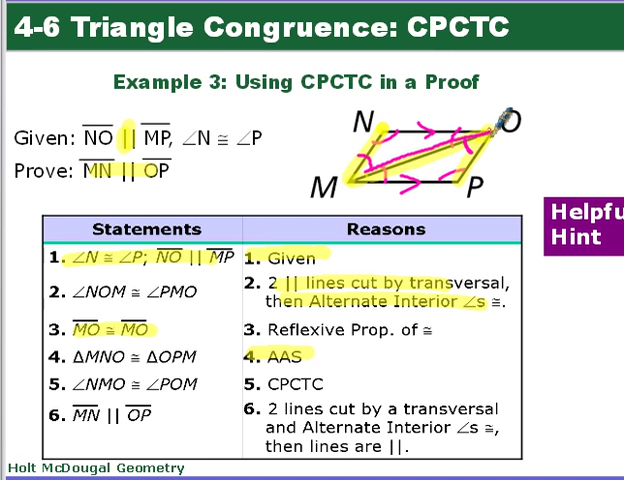 4-6 Triangle Congruence: CPCTC
Example 3: Using CPCTC in a Proof
Given: NO || MP, ∠N ≅ ∠P
Prove: MN || OP
N
O
M
P
Helpfu
Hint
Statements
Reasons
1. ∠N ≅ ∠P; NO || MP
1. Given
2. ∠NOM ≅ ∠PMO
2. 2 || lines cut by transversal,
then Alternate Interior ∠s ≅.
3. MO ≅ MO
3. Reflexive Prop. of ≅
4. ΔMNO ≅ ΔOPM
4. AAS
5. ∠NMO ≅ ∠POM
5. CPCTC
6. MN || OP
6. 2 lines cut by a transversal
and Alternate Interior ∠s ≅,
then lines are ||.
Holt McDougal Geometry